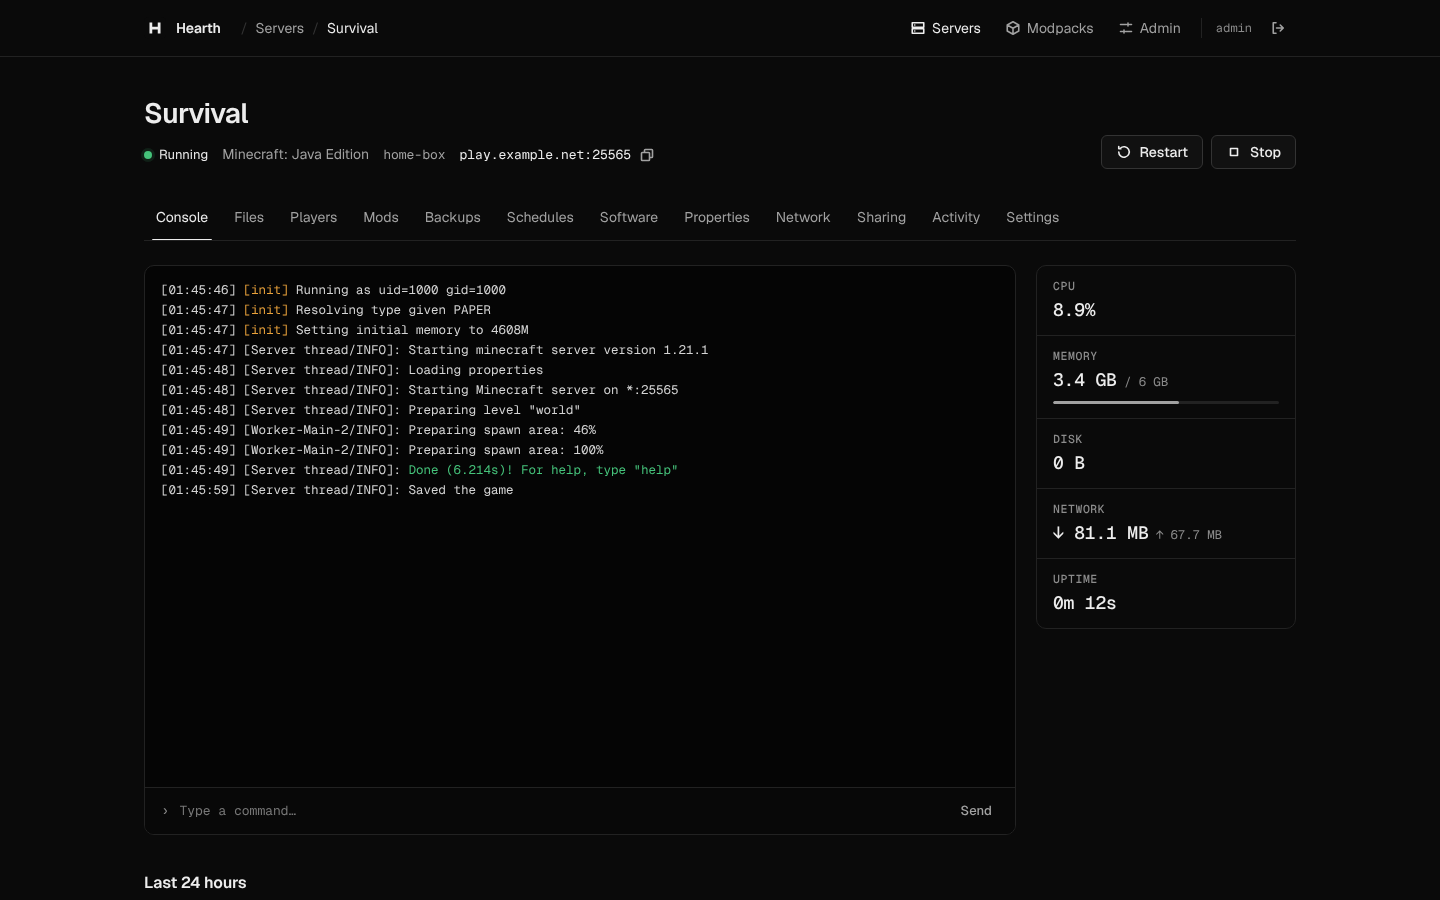 Hearth / Servers / Survival
Servers Modpacks Admin admin
Survival
Running Minecraft: Java Edition home-box play.example.net:25565
Restart Stop
Console Files Players Mods Backups Schedules Software Properties Network Sharing Activity Settings
[01:45:46] [init] Running as uid=1000 gid=1000
[01:45:47] [init] Resolving type given PAPER
[01:45:47] [init] Setting initial memory to 4608M
[01:45:47] [Server thread/INFO]: Starting minecraft server version 1.21.1
[01:45:48] [Server thread/INFO]: Loading properties
[01:45:48] [Server thread/INFO]: Starting Minecraft server on *:25565
[01:45:48] [Server thread/INFO]: Preparing level "world"
[01:45:49] [Worker-Main-2/INFO]: Preparing spawn area: 46%
[01:45:49] [Worker-Main-2/INFO]: Preparing spawn area: 100%
[01:45:49] [Server thread/INFO]: Done (6.214s)! For help, type "help"
[01:45:59] [Server thread/INFO]: Saved the game
› Type a command… Send
CPU
8.9%
MEMORY
3.4 GB / 6 GB
DISK
0 B
NETWORK
↓ 81.1 MB ↑ 67.7 MB
UPTIME
0m 12s
Last 24 hours